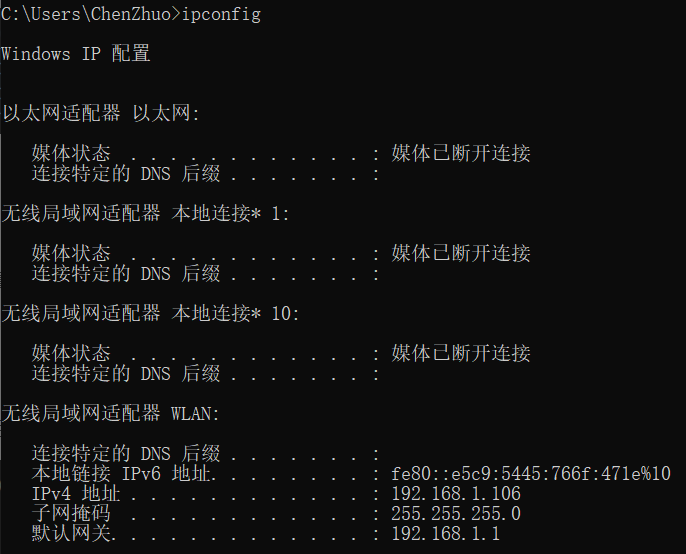 C:\Users\ChenZhuo>ipconfig
Windows IP 配置
以太网适配器 以太网:
媒体状态  . . . . . . . . . . . . : 媒体已断开连接
连接特定的 DNS 后缀 . . . . . . . :
无线局域网适配器 本地连接* 1:
媒体状态  . . . . . . . . . . . . : 媒体已断开连接
连接特定的 DNS 后缀 . . . . . . . :
无线局域网适配器 本地连接* 10:
媒体状态  . . . . . . . . . . . . : 媒体已断开连接
连接特定的 DNS 后缀 . . . . . . . :
无线局域网适配器 WLAN:
连接特定的 DNS 后缀 . . . . . . . :
本地链接 IPv6 地址. . . . . . . . : fe80::e5c9:5445:766f:471e%10
IPv4 地址 . . . . . . . . . . . . : 192.168.1.106
子网掩码  . . . . . . . . . . . . : 255.255.255.0
默认网关. . . . . . . . . . . . . : 192.168.1.1